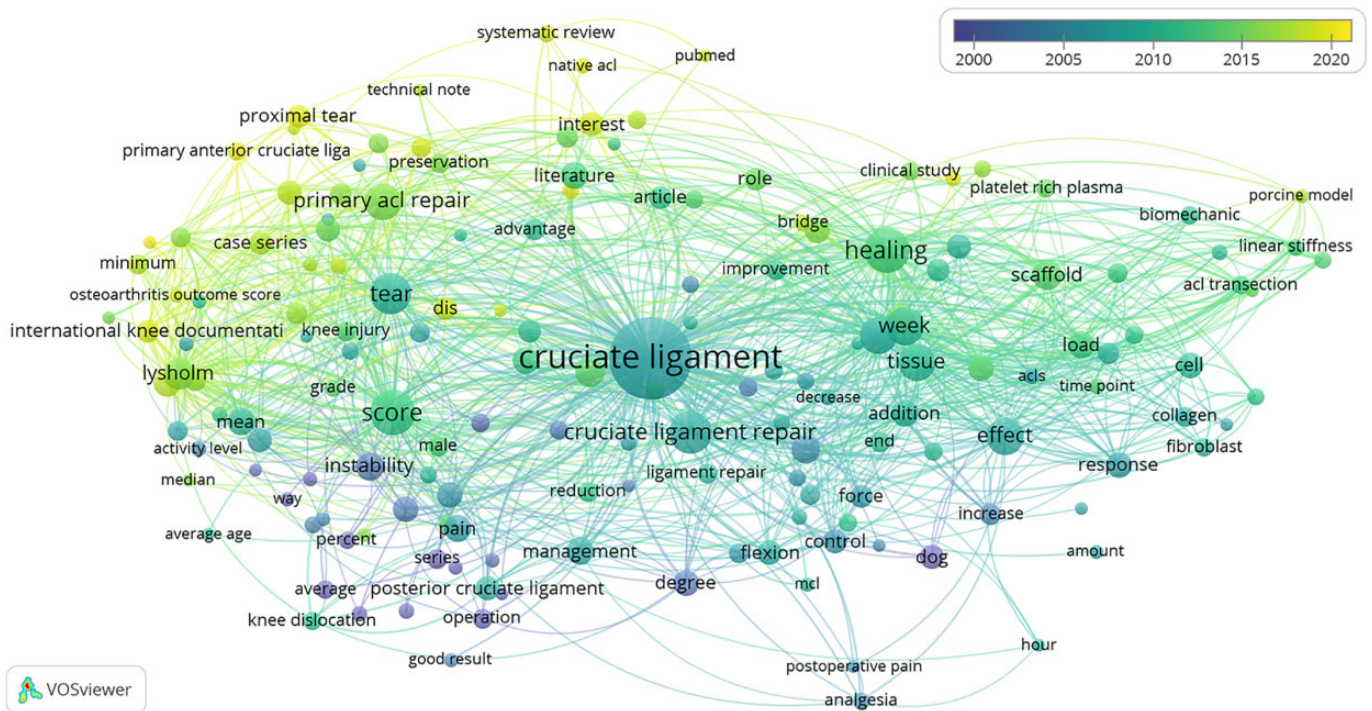 systematic review
pubmed
native acl
2000 2005 2010 2015 2020
technical note
proximal tear
interest
primary anterior cruciate liga
preservation
literature
role
clinical study
platelet rich plasma
porcine model
primary acl repair
article
bridge
biomechanic
case series
advantage
healing
linear stiffness
minimum
improvement
scaffold
acl transection
osteoarthritis outcome score
tear
dis
international knee documentati
knee injury
week
load
cruciate ligament
tissue
cell
lysholm
grade
decrease
acls
time point
mean
score
addition
collagen
activity level
male
cruciate ligament repair
end
effect
fibroblast
median
instability
ligament repair
response
way
reduction
force
increase
average age
percent
pain
control
series
management
flexion
dog
amount
average
posterior cruciate ligament
degree
mcl
knee dislocation
operation
good result
hour
postoperative pain
analgesia
VOSviewer